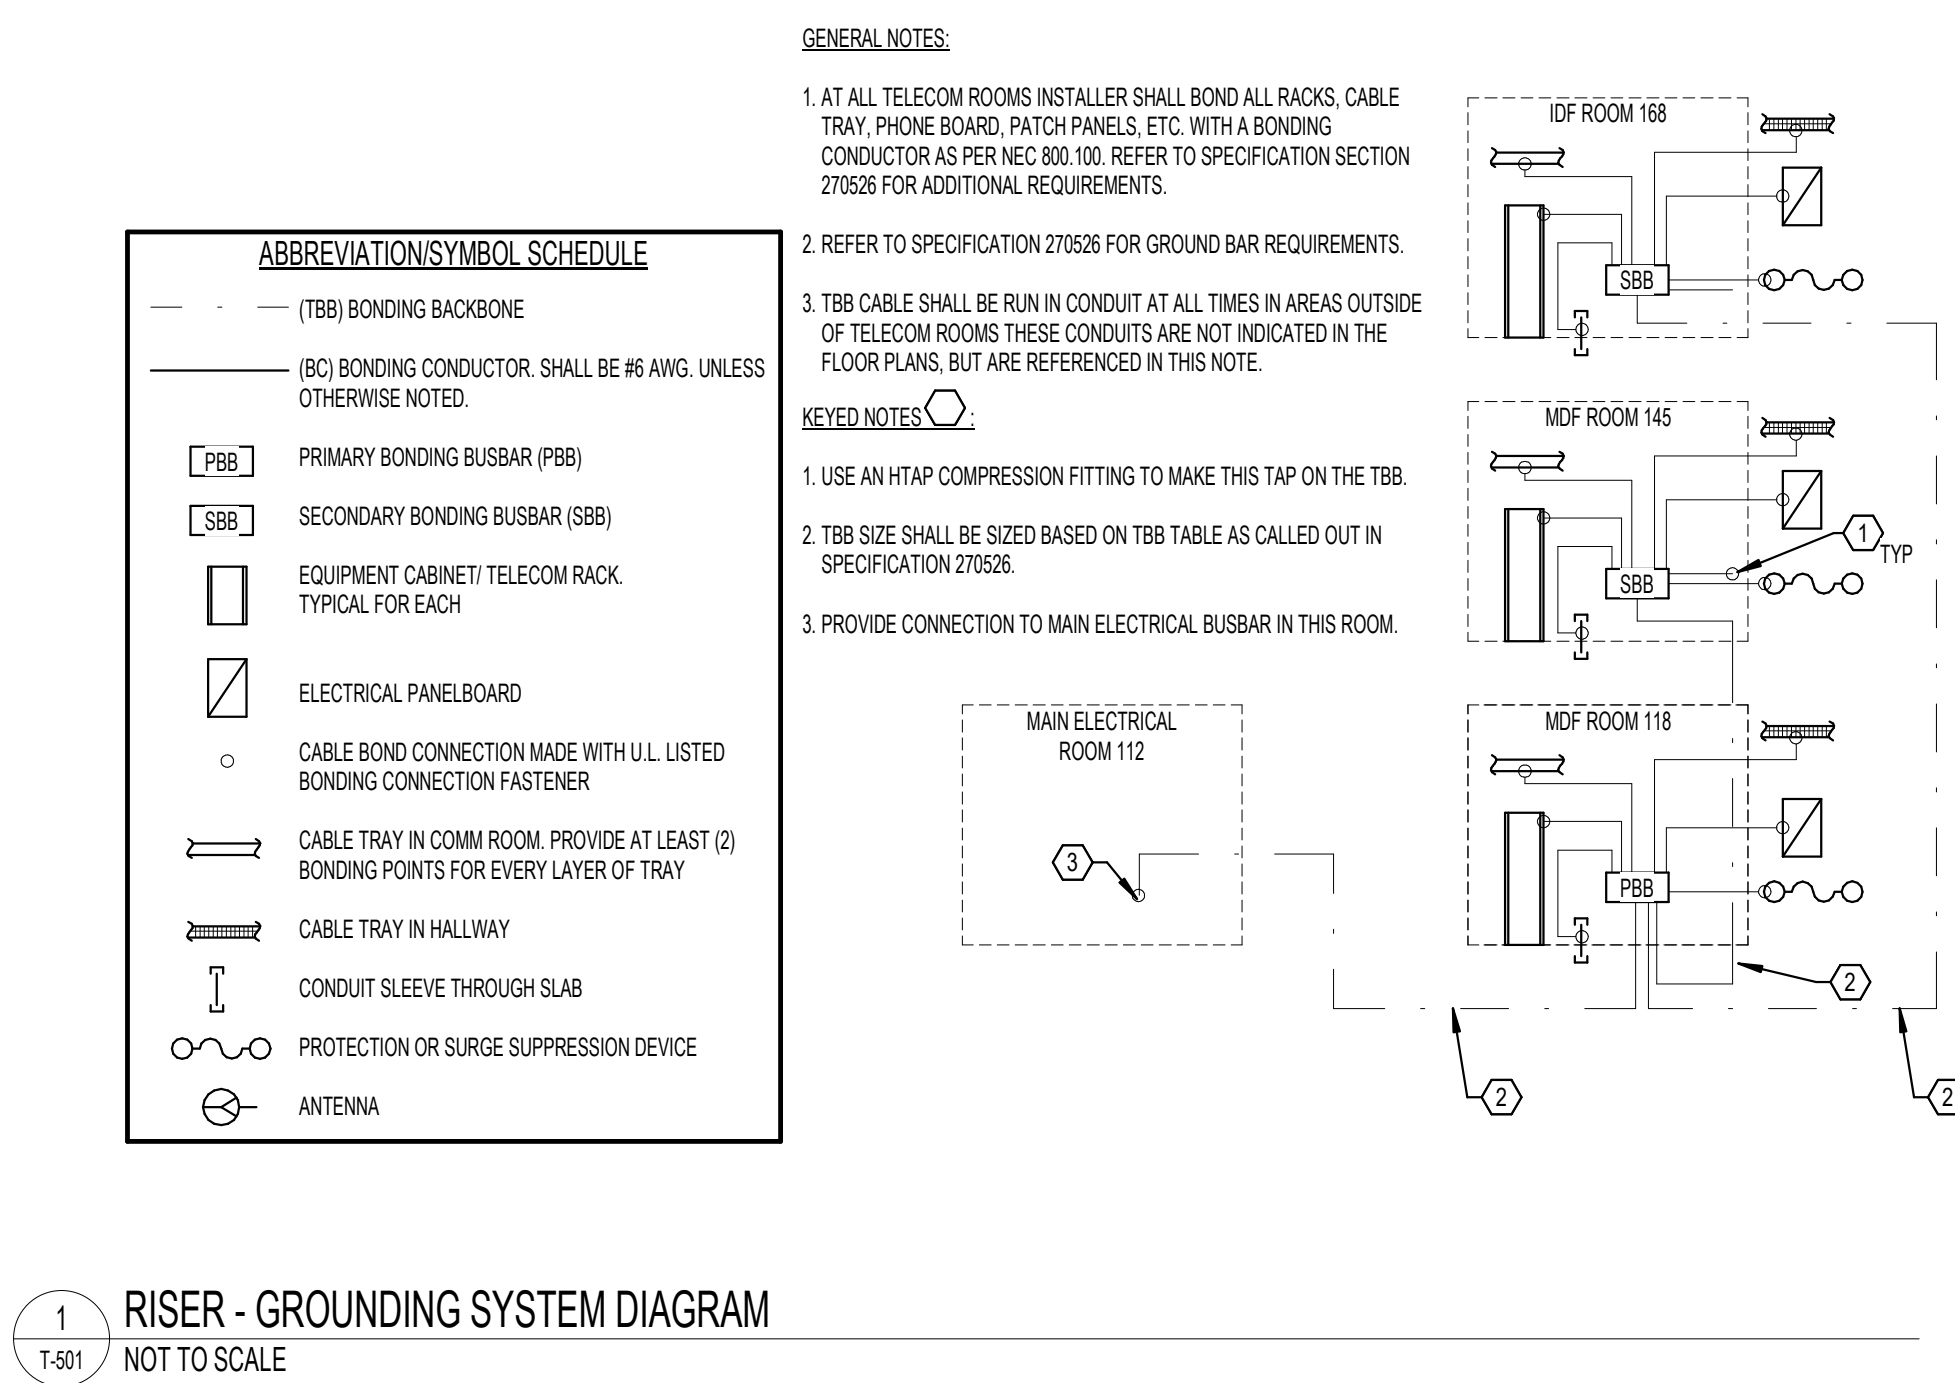 GENERAL NOTES:
1. AT ALL TELECOM ROOMS INSTALLER SHALL BOND ALL RACKS, CABLE
TRAY, PHONE BOARD, PATCH PANELS, ETC. WITH A BONDING
CONDUCTOR AS PER NEC 800.100. REFER TO SPECIFICATION SECTION
270526 FOR ADDITIONAL REQUIREMENTS.
2. REFER TO SPECIFICATION 270526 FOR GROUND BAR REQUIREMENTS.
3. TBB CABLE SHALL BE RUN IN CONDUIT AT ALL TIMES IN AREAS OUTSIDE
OF TELECOM ROOMS THESE CONDUITS ARE NOT INDICATED IN THE
FLOOR PLANS, BUT ARE REFERENCED IN THIS NOTE.
KEYED NOTES :
1. USE AN HTAP COMPRESSION FITTING TO MAKE THIS TAP ON THE TBB.
2. TBB SIZE SHALL BE SIZED BASED ON TBB TABLE AS CALLED OUT IN
SPECIFICATION 270526.
3. PROVIDE CONNECTION TO MAIN ELECTRICAL BUSBAR IN THIS ROOM.
ABBREVIATION/SYMBOL SCHEDULE
(TBB) BONDING BACKBONE
(BC) BONDING CONDUCTOR. SHALL BE #6 AWG. UNLESS
OTHERWISE NOTED.
PBB PRIMARY BONDING BUSBAR (PBB)
SBB SECONDARY BONDING BUSBAR (SBB)
EQUIPMENT CABINET/ TELECOM RACK.
TYPICAL FOR EACH
ELECTRICAL PANELBOARD
CABLE BOND CONNECTION MADE WITH U.L. LISTED
BONDING CONNECTION FASTENER
CABLE TRAY IN COMM ROOM. PROVIDE AT LEAST (2)
BONDING POINTS FOR EVERY LAYER OF TRAY
CABLE TRAY IN HALLWAY
CONDUIT SLEEVE THROUGH SLAB
PROTECTION OR SURGE SUPPRESSION DEVICE
ANTENNA
IDF ROOM 168
SBB
MDF ROOM 145
1
TYP
SBB
MAIN ELECTRICAL
ROOM 112
3
MDF ROOM 118
PBB
2
2
2
1
T-501
RISER - GROUNDING SYSTEM DIAGRAM
NOT TO SCALE